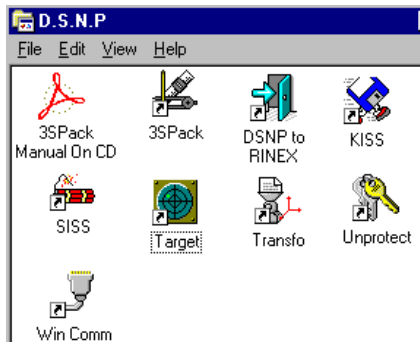 D.S.N.P
File Edit View Help
3SPack
Manual On CD
3SPack
DSNP to
RINEX
KISS
SISS
Target
Transfo
Unprotect
Win Comm